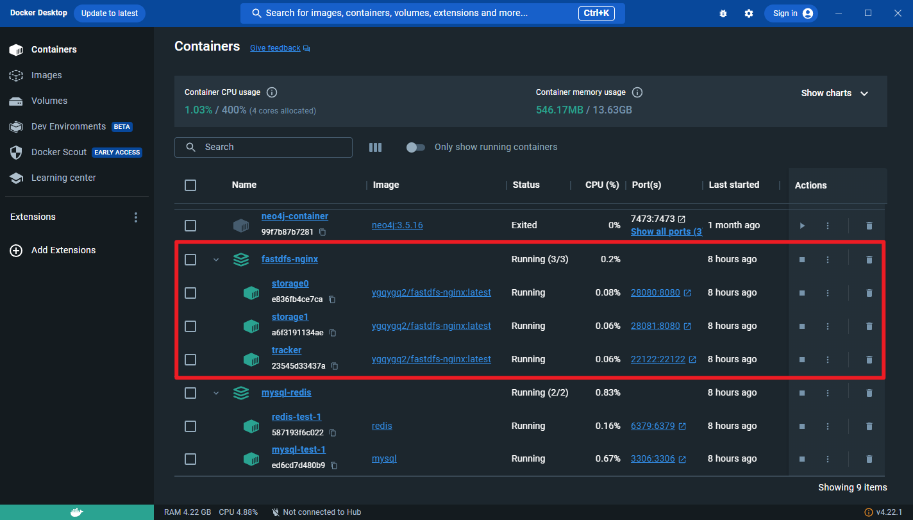 Docker Desktop Update to latest Search for images, containers, volumes, extensions and more... Ctrl+K Sign in
Containers
Images
Volumes
Dev Environments BETA
Docker Scout EARLY ACCESS
Learning center
Extensions
Add Extensions
Containers Give feedback
Container CPU usage
1.03% / 400% (4 cores allocated)
Container memory usage
546.17MB / 13.63GB
Show charts
Search
Only show running containers
Name Image Status CPU (%) Port(s) Last started Actions
neo4j-container
99f7b87b7281
neo4j:3.5.16 Exited 0% 7473:7473
Show all ports (3
1 month ago
fastdfs-nginx Running (3/3) 0.2% 8 hours ago
storage0
e836fb4ce7ca
ygqygq2/fastdfs-nginx:latest Running 0.08% 28080:8080 8 hours ago
storage1
a6f3191134ae
ygqygq2/fastdfs-nginx:latest Running 0.06% 28081:8080 8 hours ago
tracker
23545d33437a
ygqygq2/fastdfs-nginx:latest Running 0.06% 22122:22122 8 hours ago
mysql-redis Running (2/2) 0.83% 8 hours ago
redis-test-1
587193f6c022
redis Running 0.16% 6379:6379 8 hours ago
mysql-test-1
ed6cd7d480b9
mysql Running 0.67% 3306:3306 8 hours ago
Showing 9 items
RAM 4.22 GB CPU 4.88% Not connected to Hub v4.22.1